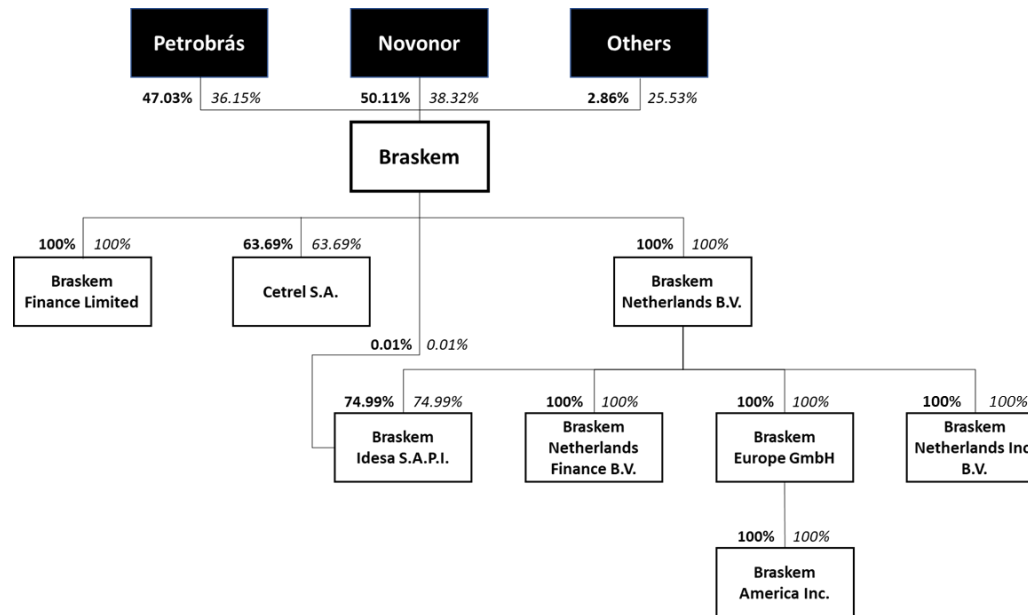 Petrobrás
Novonor
Others
47.03% 36.15%
50.11% 38.32%
2.86% 25.53%
Braskem
100% 100%
63.69% 63.69%
100% 100%
Braskem
Finance Limited
Cetrel S.A.
Braskem
Netherlands B.V.
0.01% 0.01%
74.99% 74.99%
100% 100%
100% 100%
100% 100%
Braskem
Idesa S.A.P.I.
Braskem
Netherlands
Finance B.V.
Braskem
Europe GmbH
Braskem
Netherlands Inc
B.V.
100% 100%
Braskem
America Inc.